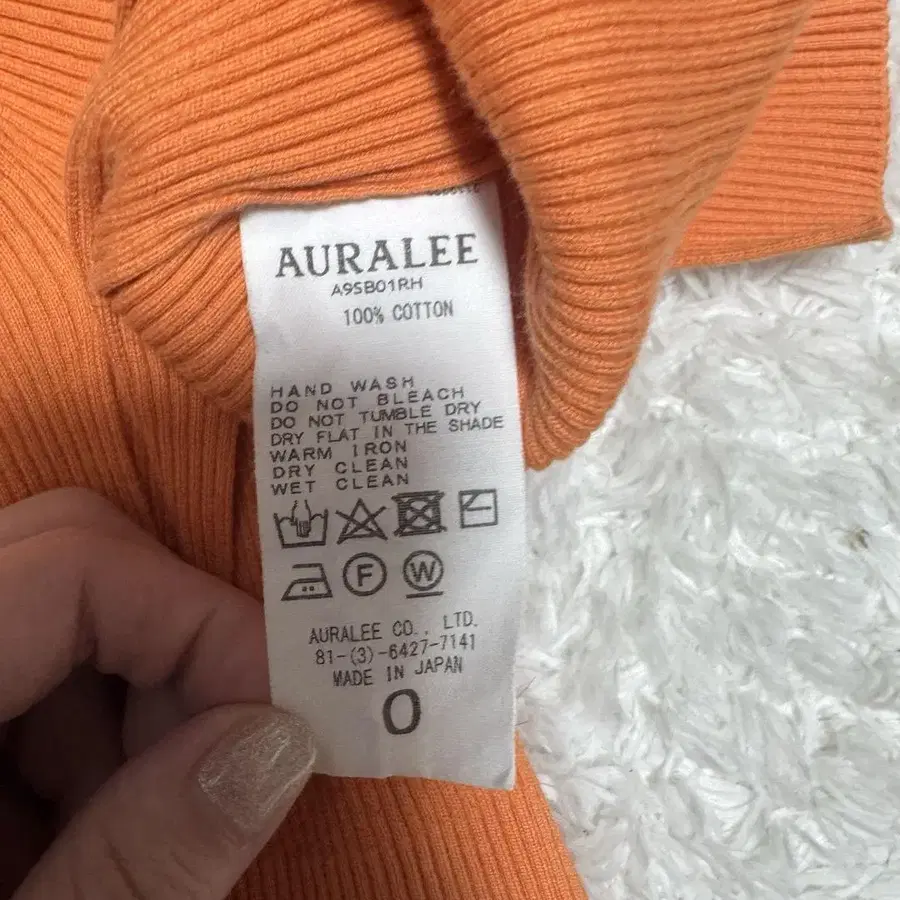 AURALEE
A9SB01RH
100% COTTON
HAND WASH
DO NOT BLEACH
DO NOT TUMBLE DRY
DRY FLAT IN THE SHADE
WARM IRON
DRY CLEAN
WET CLEAN
F W
AURALEE CO., LTD.
81-(3)-6427-7141
MADE IN JAPAN
0